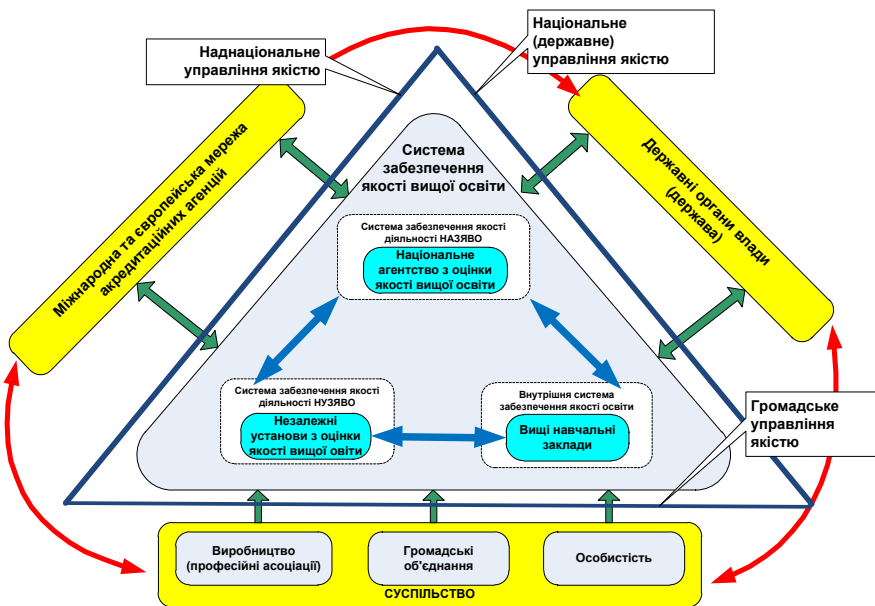 Наднаціональне
управління якістю
Національне
(державне)
управління якістю
Міжнародна та європейська мережа
акредитаційних агенцій
Державні органи влади
(держава)
Система
забезпечення
якості вищої освіти
Система забезпечення якості
діяльності НАЗЯВО
Національне
агентство з оцінки
якості вищої освіти
Система забезпечення якості
діяльності НУЗЯВО
Незалежні
установи з оцінки
якості вищої овіти
Внутрішня система
забезпечення якості освіти
Вищі навчальні
заклади
Громадське
управління
якістю
Виробництво
(професійні асоціації)
Громадські
об'єднання
Особистість
СУСПІЛЬСТВО